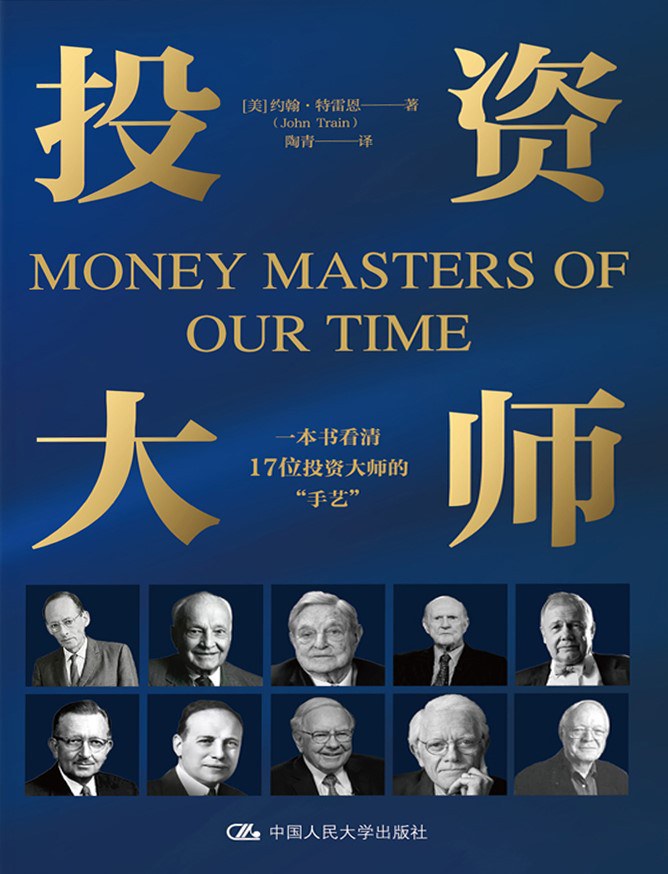 投资
[美]约翰·特雷恩——著
(John Train)
陶青——译
MONEY MASTERS OF
OUR TIME
大师
一本书看清
17位投资大师的
“手艺”
中国人民大学出版社